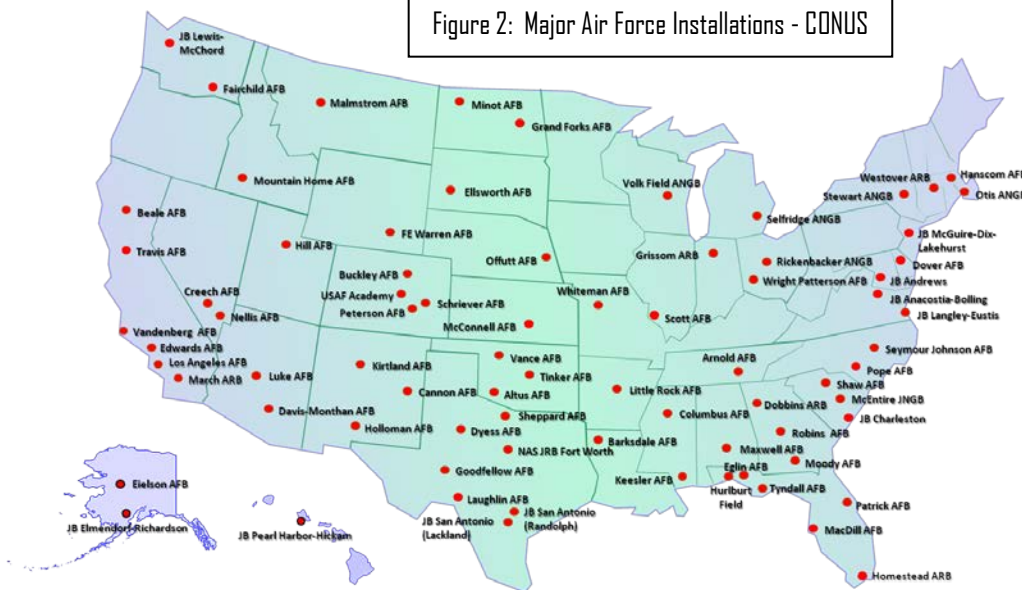 Figure 2: Major Air Force Installations - CONUS
JB Lewis-
McChord
Fairchild AFB
Malmstrom AFB
Minot AFB
Grand Forks AFB
Mountain Home AFB
Ellsworth AFB
Volk Field ANGB
Westover ARB
Hanscom AFB
Stewart ANGB
Otis ANGB
Beale AFB
Selfridge ANGB
FE Warren AFB
JB McGuire-Dix-
Lakehurst
Travis AFB
Hill AFB
Offutt AFB
Grissom ARB
Rickenbacker ANGB
Dover AFB
Buckley AFB
Wright Patterson AFB
JB Andrews
Creech AFB
USAF Academy
Schriever AFB
Whiteman AFB
JB Anacostia-Bolling
Nellis AFB
Peterson AFB
Scott AFB
JB Langley-Eustis
Vandenberg AFB
McConnell AFB
Edwards AFB
Seymour Johnson AFB
Los Angeles AFB
Kirtland AFB
Vance AFB
Arnold AFB
Pope AFB
March ARB
Luke AFB
Tinker AFB
Shaw AFB
Cannon AFB
Altus AFB
Little Rock AFB
McEntire JNGB
Davis-Monthan AFB
Sheppard AFB
Columbus AFB
Dobbins ARB
JB Charleston
Holloman AFB
Dyess AFB
Barksdale AFB
Robins AFB
NAS JRB Fort Worth
Maxwell AFB
Goodfellow AFB
Eglin AFB
Moody AFB
Eielson AFB
Keesler AFB
Hurlburt
Field
Tyndall AFB
Laughlin AFB
Patrick AFB
JB Elmendorf-Richardson
JB San Antonio
(Lackland)
JB San Antonio
(Randolph)
MacDill AFB
JB Pearl Harbor-Hickam
Homestead ARB